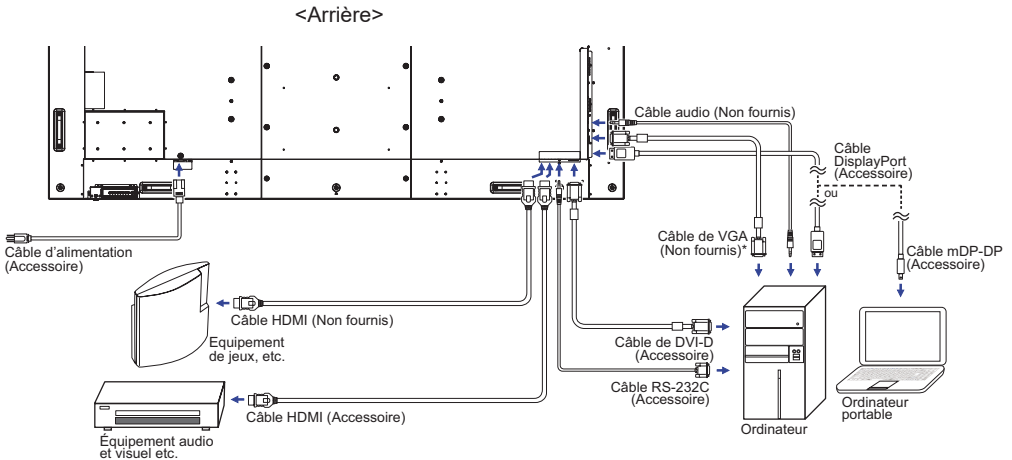 <Arrière>
Câble audio (Non fournis)
Câble
DisplayPort
(Accessoire)
ou
Câble d'alimentation
(Accessoire)
Câble de VGA
(Non fournis)*
Câble mDP-DP
(Accessoire)
Câble HDMI (Non fournis)
Equipement
de jeux, etc.
Câble de DVI-D
(Accessoire)
Câble RS-232C
(Accessoire)
Câble HDMI (Accessoire)
Équipement audio
et visuel etc.
Ordinateur
Ordinateur
portable